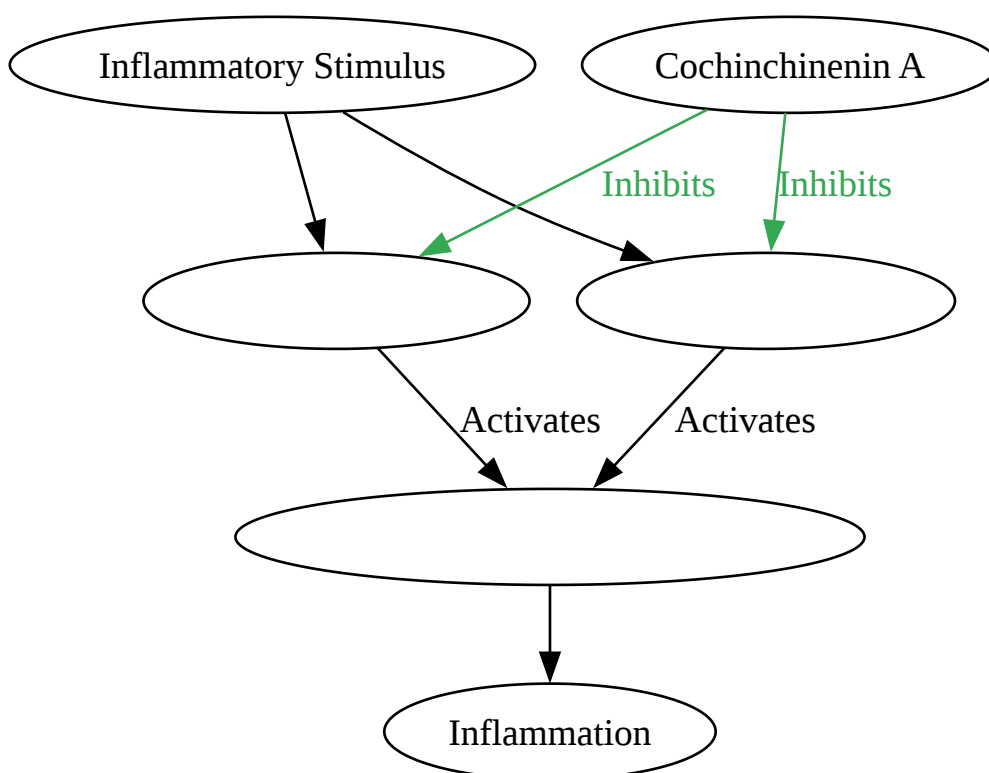 Inflammatory Stimulus
Cochinchinenin A
Inhibits
Inhibits
Activates
Activates
Inflammation